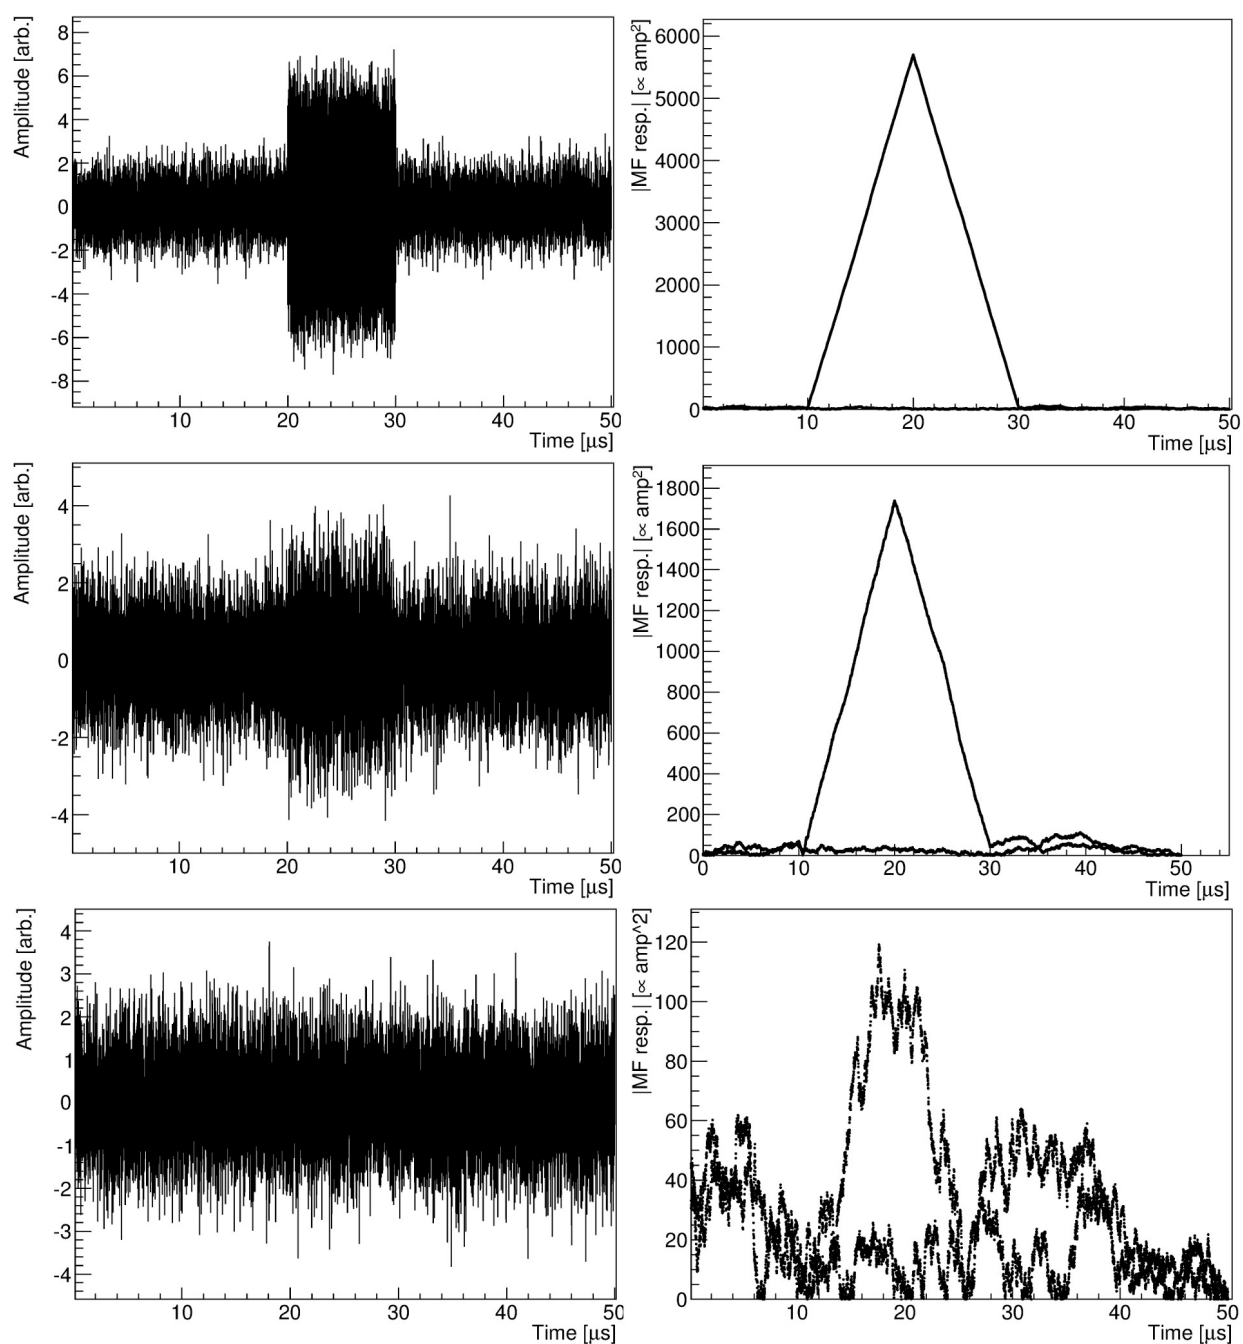 Amplitude [arb.]
8
6
4
2
0
-2
-4
-6
-8
10 20 30 40 50
Time [μs]
|MF resp.| [∝ amp²]
6000
5000
4000
3000
2000
1000
0
10 20 30 40 50
Time [μs]
Amplitude [arb.]
4
2
0
-2
-4
10 20 30 40 50
Time [μs]
|MF resp.| [∝ amp²]
1800
1600
1400
1200
1000
800
600
400
200
0
0 10 20 30 40 50
Time [μs]
Amplitude [arb.]
4
3
2
1
0
-1
-2
-3
-4
10 20 30 40 50
Time [μs]
|MF resp.| [∝ amp^2]
120
100
80
60
40
20
0
10 20 30 40 50
Time [μs]